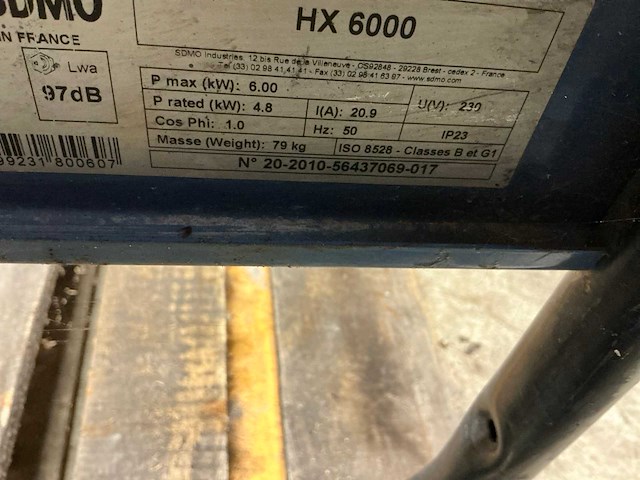 SDMO
IN FRANCE
Lwa
97dB
99231800607
HX 6000
SDMO Industries, 12 bis Rue de la Villeneuve - CS92848 - 29228 Brest - cedex 2 - France
Tel (33) 02 98 41 41 41 - Fax (33) 02 98 41 63 07 - www.sdmo.com
P max (kW): 6.00
P rated (kW): 4.8 I(A): 20.9 U(V): 230
Cos Phi: 1.0 Hz: 50 IP23
Masse (Weight): 79 kg ISO 8528 - Classes B et G1
N° 20-2010-56437069-017